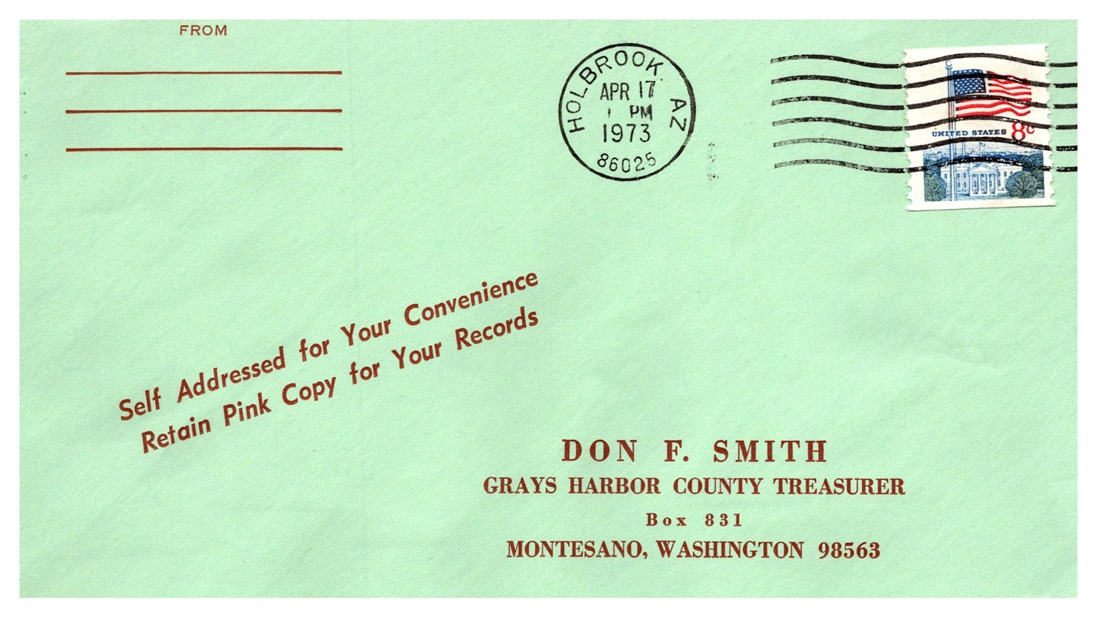 FROM
HOLBROOK AZ
APR 17
PM
1973
86025
UNITED STATES 8c
Self Addressed for Your Convenience
Retain Pink Copy for Your Records
DON F. SMITH
GRAYS HARBOR COUNTY TREASURER
Box 831
MONTESANO, WASHINGTON 98563